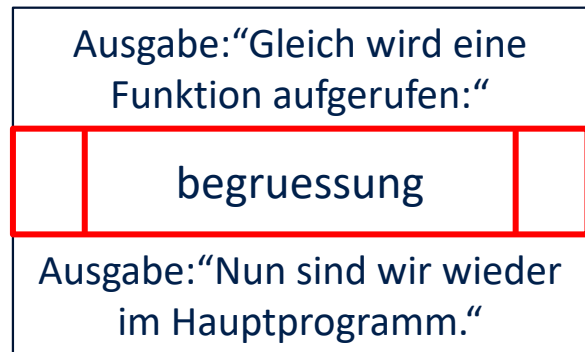 Ausgabe:“Gleich wird eine
Funktion aufgerufen:“
begruessung
Ausgabe:“Nun sind wir wieder
im Hauptprogramm.“